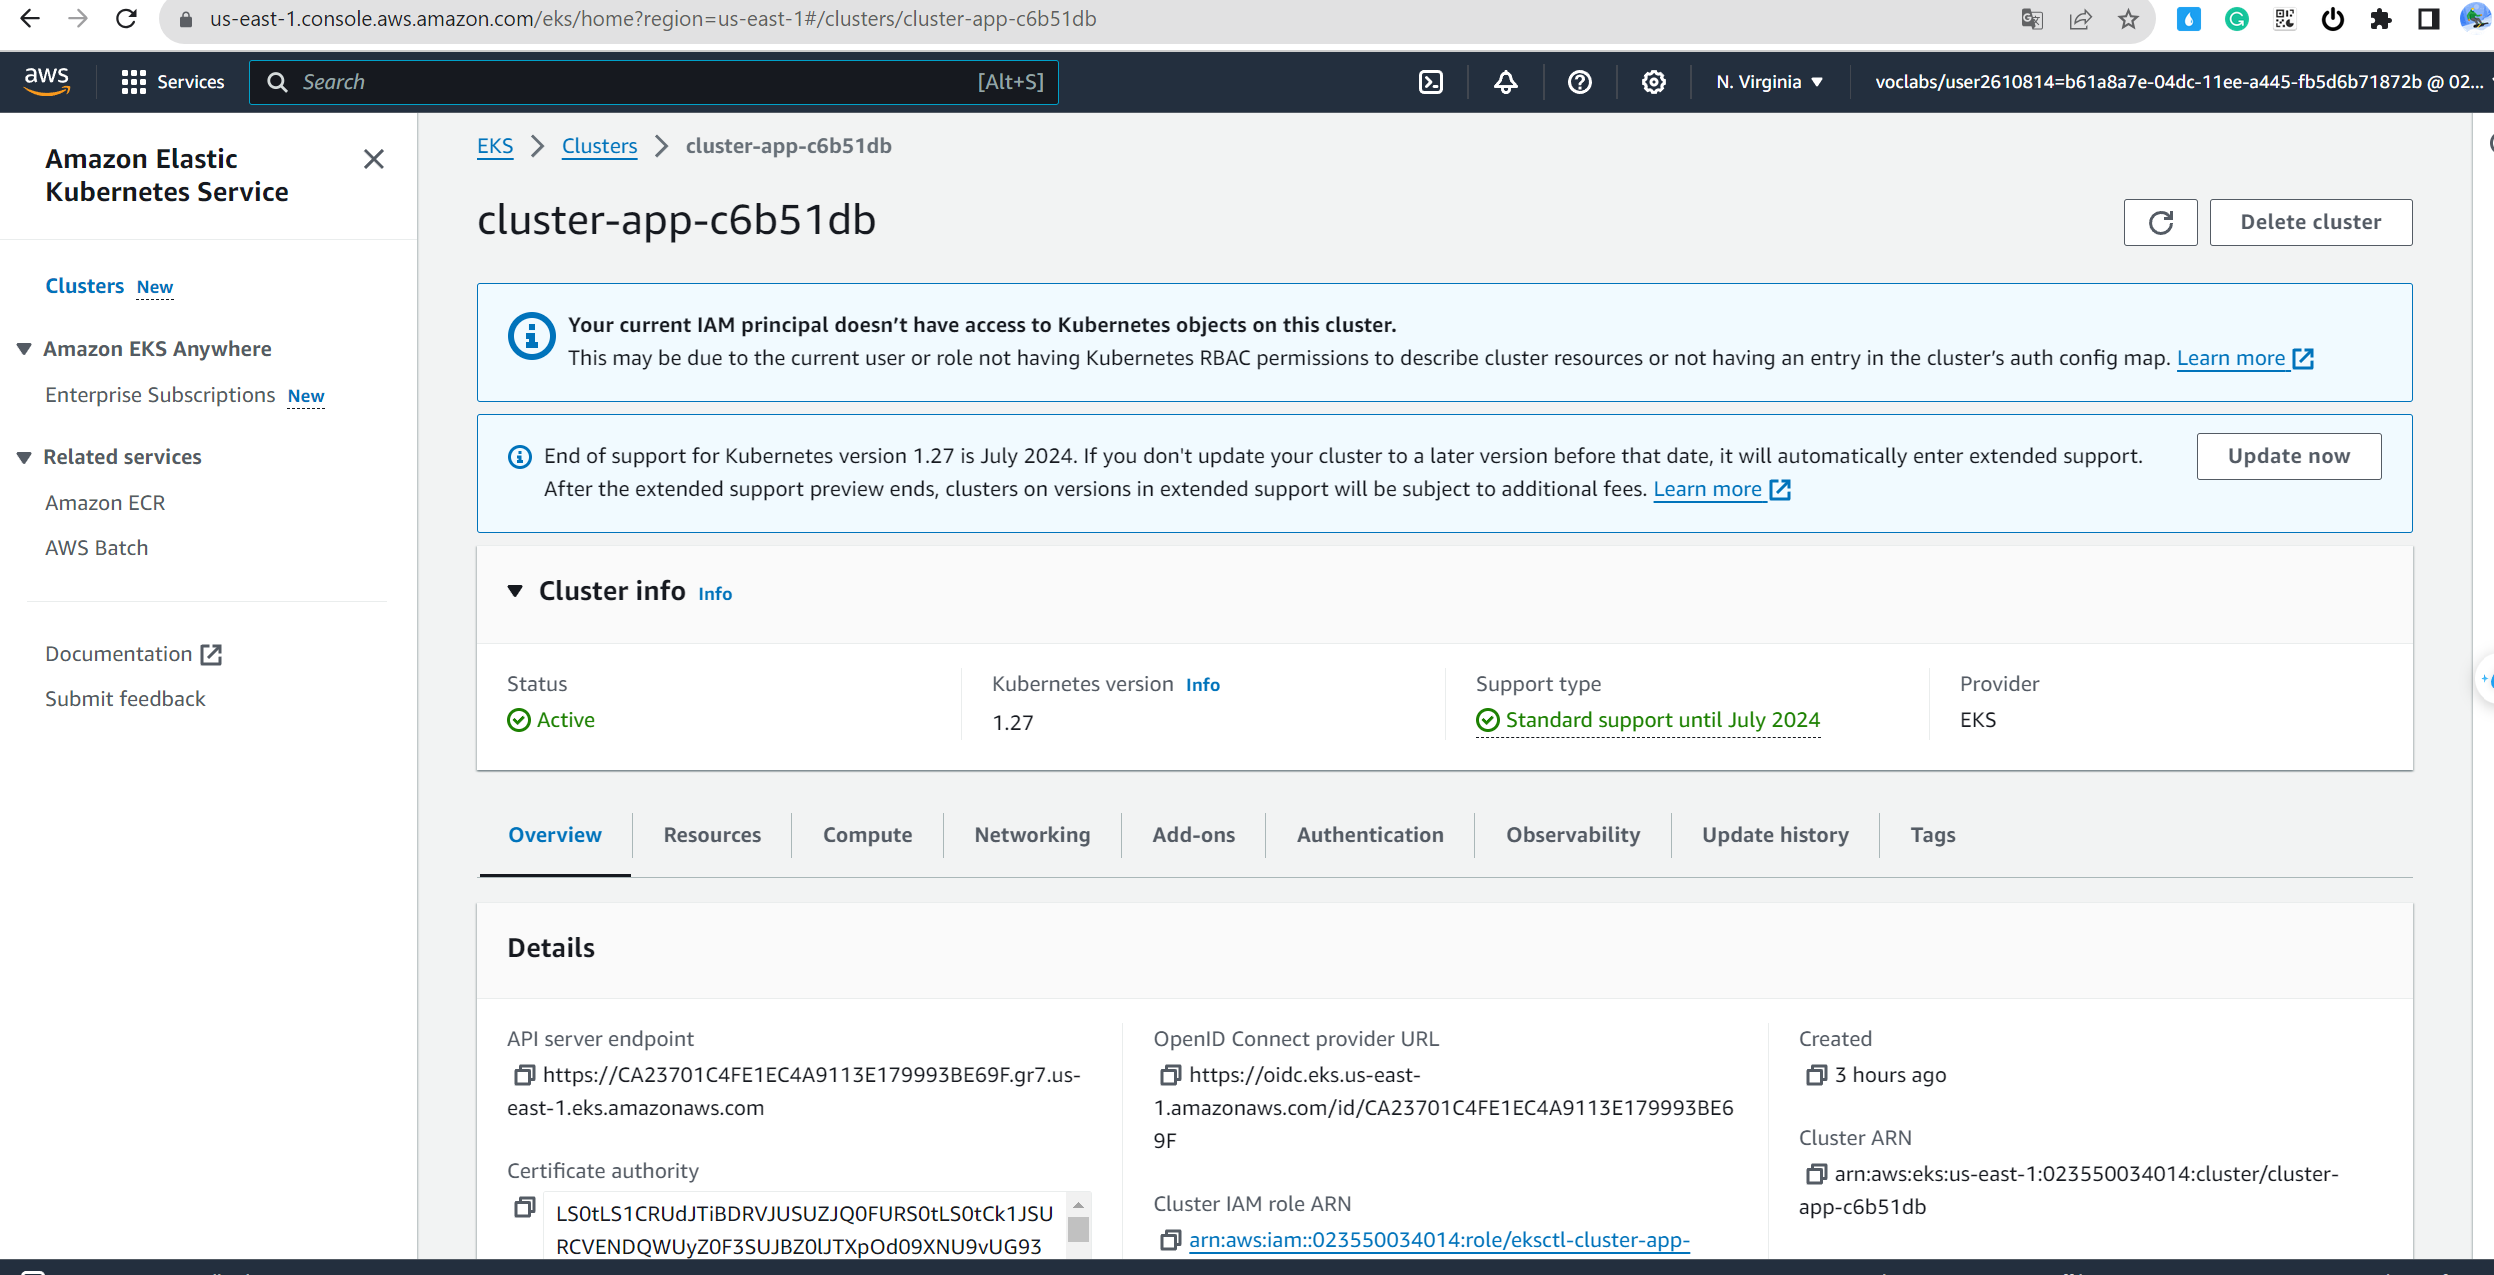 us-east-1.console.aws.amazon.com/eks/home?region=us-east-1#/clusters/cluster-app-c6b51db
aws
Services
Search
[Alt+S]
N. Virginia
voclabs/user2610814=b61a8a7e-04dc-11ee-a445-fb5d6b71872b @ 02...
Amazon Elastic
Kubernetes Service
Clusters New
Amazon EKS Anywhere
Enterprise Subscriptions New
Related services
Amazon ECR
AWS Batch
Documentation
Submit feedback
EKS
Clusters
cluster-app-c6b51db
cluster-app-c6b51db
Delete cluster
Your current IAM principal doesn’t have access to Kubernetes objects on this cluster.
This may be due to the current user or role not having Kubernetes RBAC permissions to describe cluster resources or not having an entry in the cluster’s auth config map. Learn more
End of support for Kubernetes version 1.27 is July 2024. If you don't update your cluster to a later version before that date, it will automatically enter extended support.
After the extended support preview ends, clusters on versions in extended support will be subject to additional fees. Learn more
Update now
Cluster info Info
Status
Active
Kubernetes version Info
1.27
Support type
Standard support until July 2024
Provider
EKS
Overview
Resources
Compute
Networking
Add-ons
Authentication
Observability
Update history
Tags
Details
API server endpoint
https://CA23701C4FE1EC4A9113E179993BE69F.gr7.us-
east-1.eks.amazonaws.com
Certificate authority
LS0tLS1CRUdJTiBDRVJUSUZJQ0FURS0tLS0tCk1JSU
RCVENDQWUyZ0F3SUJBZ0lJTXpOd09XNU9vUG93
OpenID Connect provider URL
https://oidc.eks.us-east-
1.amazonaws.com/id/CA23701C4FE1EC4A9113E179993BE6
9F
Cluster IAM role ARN
arn:aws:iam::023550034014:role/eksctl-cluster-app-
Created
3 hours ago
Cluster ARN
arn:aws:eks:us-east-1:023550034014:cluster/cluster-
app-c6b51db